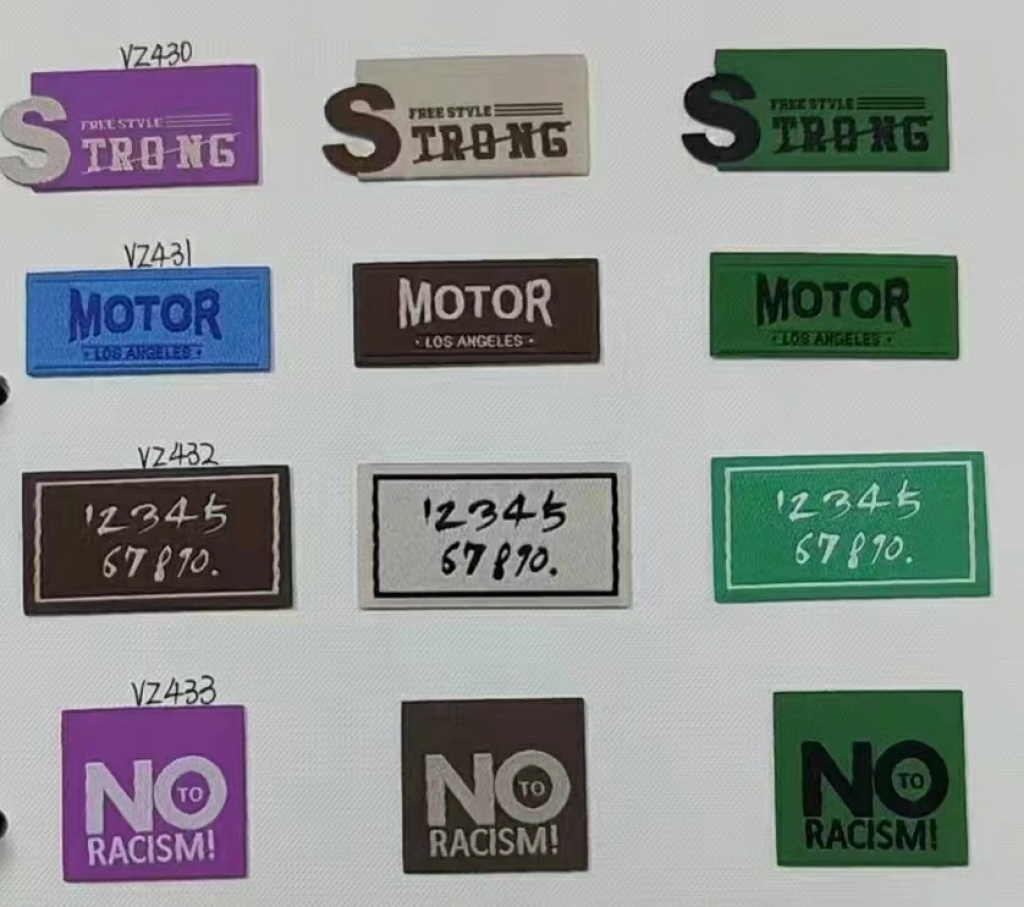 VZ430
FREE STYLE
STRONG
FREE STYLE
STRONG
FREE STYLE
STRONG
VZ431
MOTOR
· LOS ANGELES ·
MOTOR
· LOS ANGELES ·
MOTOR
· LOS ANGELES ·
VZ432
12345
67890.
12345
67890.
12345
67890.
VZ433
NO TO
RACISM!
NO TO
RACISM!
NO TO
RACISM!